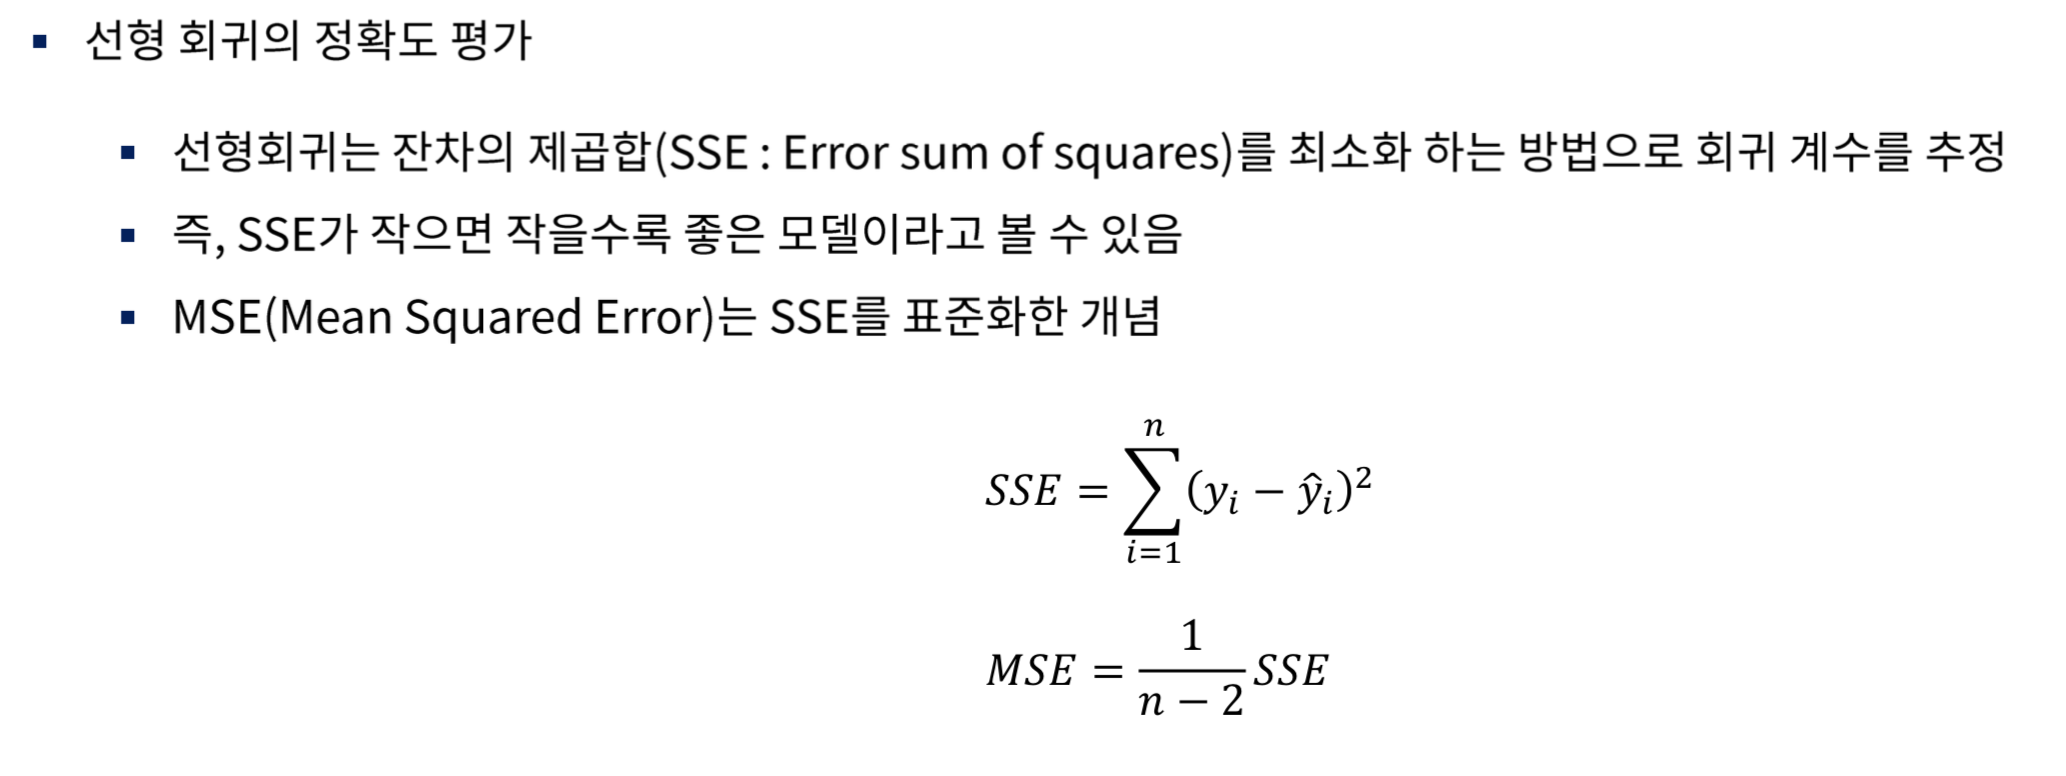 ▪ 선형 회귀의 정확도 평가
▪ 선형회귀는 잔차의 제곱합(SSE : Error sum of squares)를 최소화 하는 방법으로 회귀 계수를 추정
▪ 즉, SSE가 작으면 작을수록 좋은 모델이라고 볼 수 있음
▪ MSE(Mean Squared Error)는 SSE를 표준화한 개념
$SSE = \sum_{i=1}^{n} (y_i - \hat{y}_i)^2$
$MSE = \frac{1}{n-2} SSE$